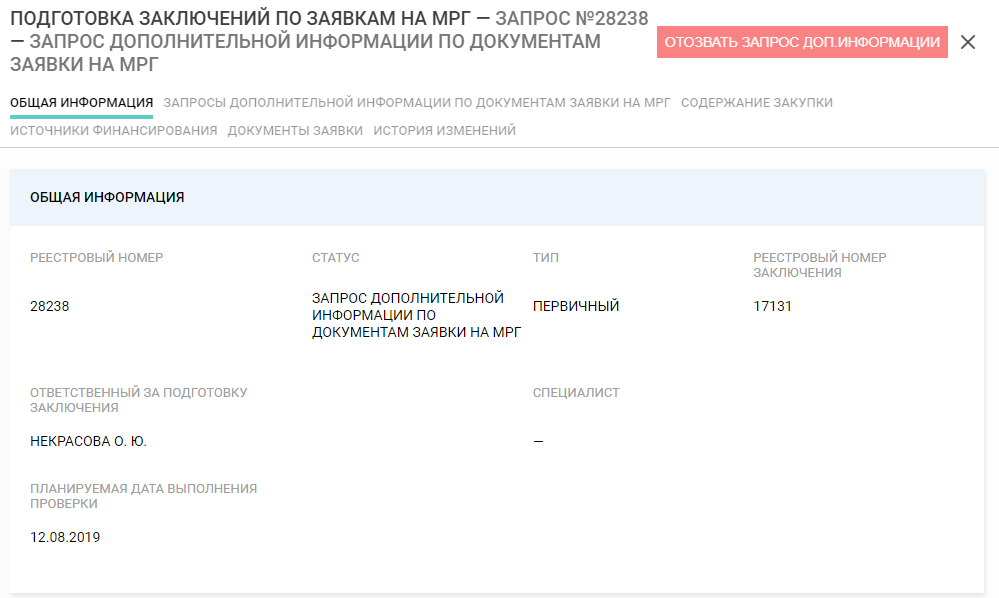 ПОДГОТОВКА ЗАКЛЮЧЕНИЙ ПО ЗАЯВКАМ НА МРГ — ЗАПРОС №28238
— ЗАПРОС ДОПОЛНИТЕЛЬНОЙ ИНФОРМАЦИИ ПО ДОКУМЕНТАМ
ЗАЯВКИ НА МРГ
ОТОЗВАТЬ ЗАПРОС ДОП.ИНФОРМАЦИИ
ОБЩАЯ ИНФОРМАЦИЯ ЗАПРОСЫ ДОПОЛНИТЕЛЬНОЙ ИНФОРМАЦИИ ПО ДОКУМЕНТАМ ЗАЯВКИ НА МРГ СОДЕРЖАНИЕ ЗАКУПКИ
ИСТОЧНИКИ ФИНАНСИРОВАНИЯ ДОКУМЕНТЫ ЗАЯВКИ ИСТОРИЯ ИЗМЕНЕНИЙ
ОБЩАЯ ИНФОРМАЦИЯ
РЕЕСТРОВЫЙ НОМЕР
28238
СТАТУС
ЗАПРОС ДОПОЛНИТЕЛЬНОЙ
ИНФОРМАЦИИ ПО
ДОКУМЕНТАМ ЗАЯВКИ НА МРГ
ТИП
ПЕРВИЧНЫЙ
РЕЕСТРОВЫЙ НОМЕР
ЗАКЛЮЧЕНИЯ
17131
ОТВЕТСТВЕННЫЙ ЗА ПОДГОТОВКУ
ЗАКЛЮЧЕНИЯ
НЕКРАСОВА О. Ю.
СПЕЦИАЛИСТ
—
ПЛАНИРУЕМАЯ ДАТА ВЫПОЛНЕНИЯ
ПРОВЕРКИ
12.08.2019